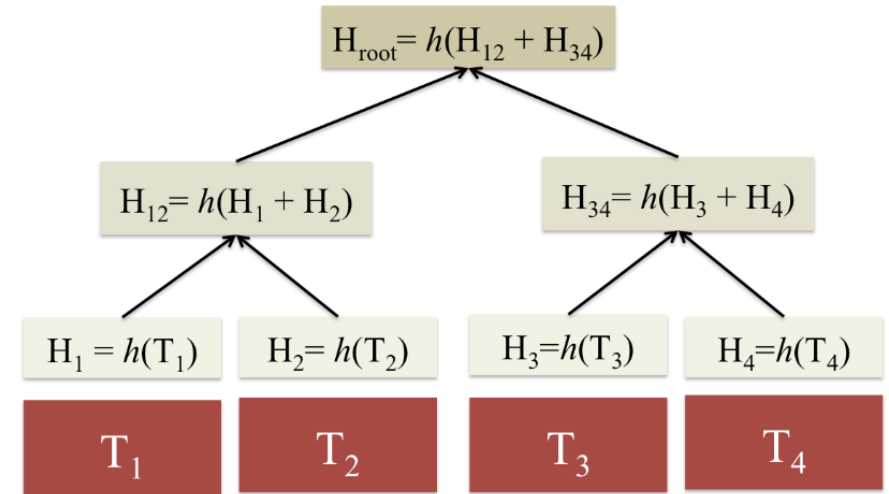 H_root= h(H_12 + H_34)
H_12= h(H_1 + H_2)
H_34= h(H_3 + H_4)
H_1 = h(T_1)
H_2= h(T_2)
H_3=h(T_3)
H_4=h(T_4)
T_1
T_2
T_3
T_4